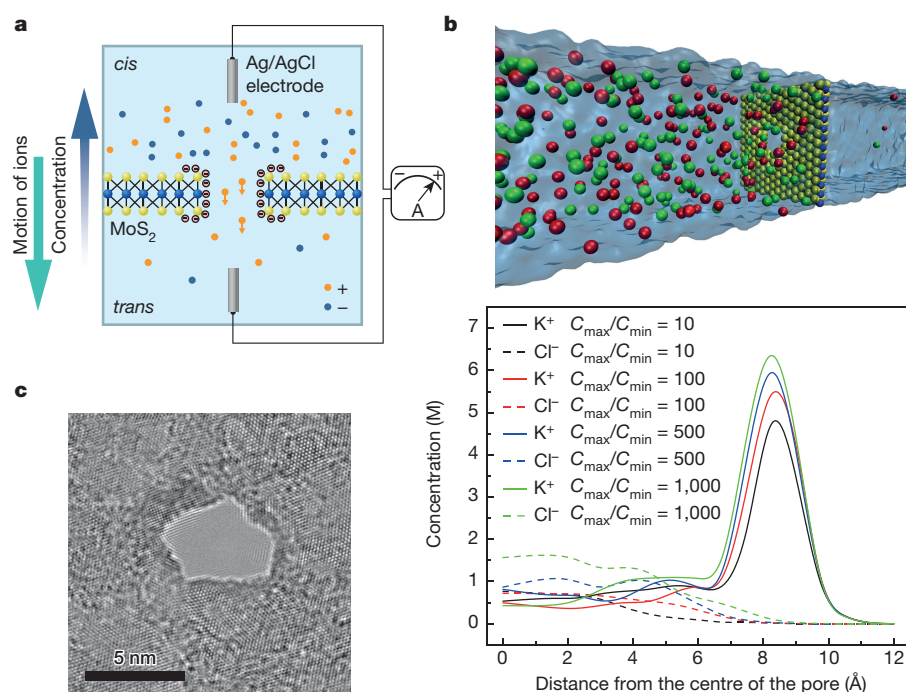 a
cis
Ag/AgCl
electrode
Motion of ions
Concentration
− +
A
MoS2
trans
+
−
b
7
6
5
4
3
2
1
0
Concentration (M)
K+ Cmax/Cmin = 10
Cl− Cmax/Cmin = 10
K+ Cmax/Cmin = 100
Cl− Cmax/Cmin = 100
K+ Cmax/Cmin = 500
Cl− Cmax/Cmin = 500
K+ Cmax/Cmin = 1,000
Cl− Cmax/Cmin = 1,000
0 2 4 6 8 10 12
Distance from the centre of the pore (Å)
c
5 nm